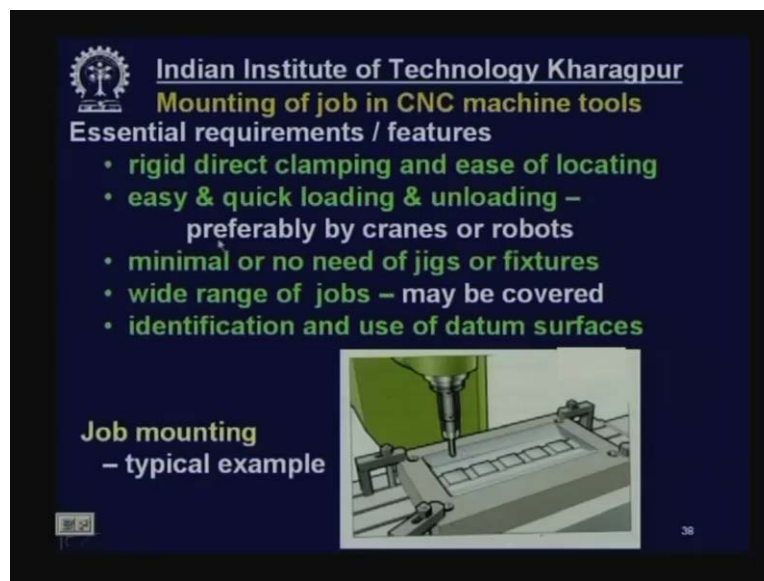 Indian Institute of Technology Kharagpur
Mounting of job in CNC machine tools
Essential requirements / features
• rigid direct clamping and ease of locating
• easy & quick loading & unloading –
preferably by cranes or robots
• minimal or no need of jigs or fixtures
• wide range of jobs – may be covered
• identification and use of datum surfaces
Job mounting
– typical example
38